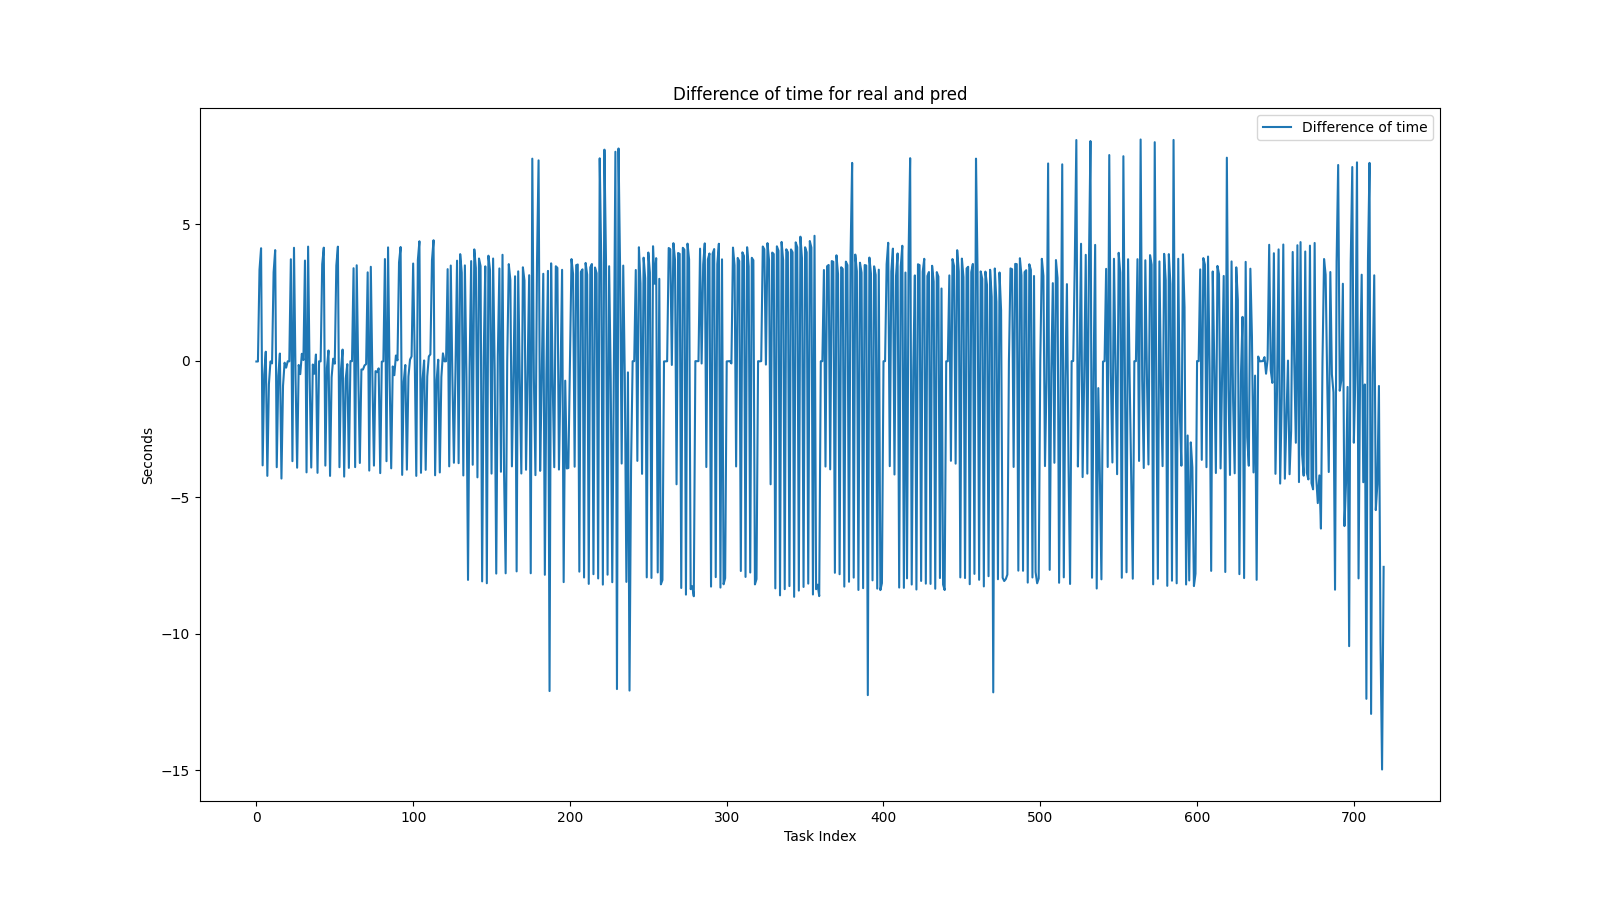 Difference of time for real and pred
Difference of time
5
0
−5
−10
−15
Seconds
0 100 200 300 400 500 600 700
Task Index